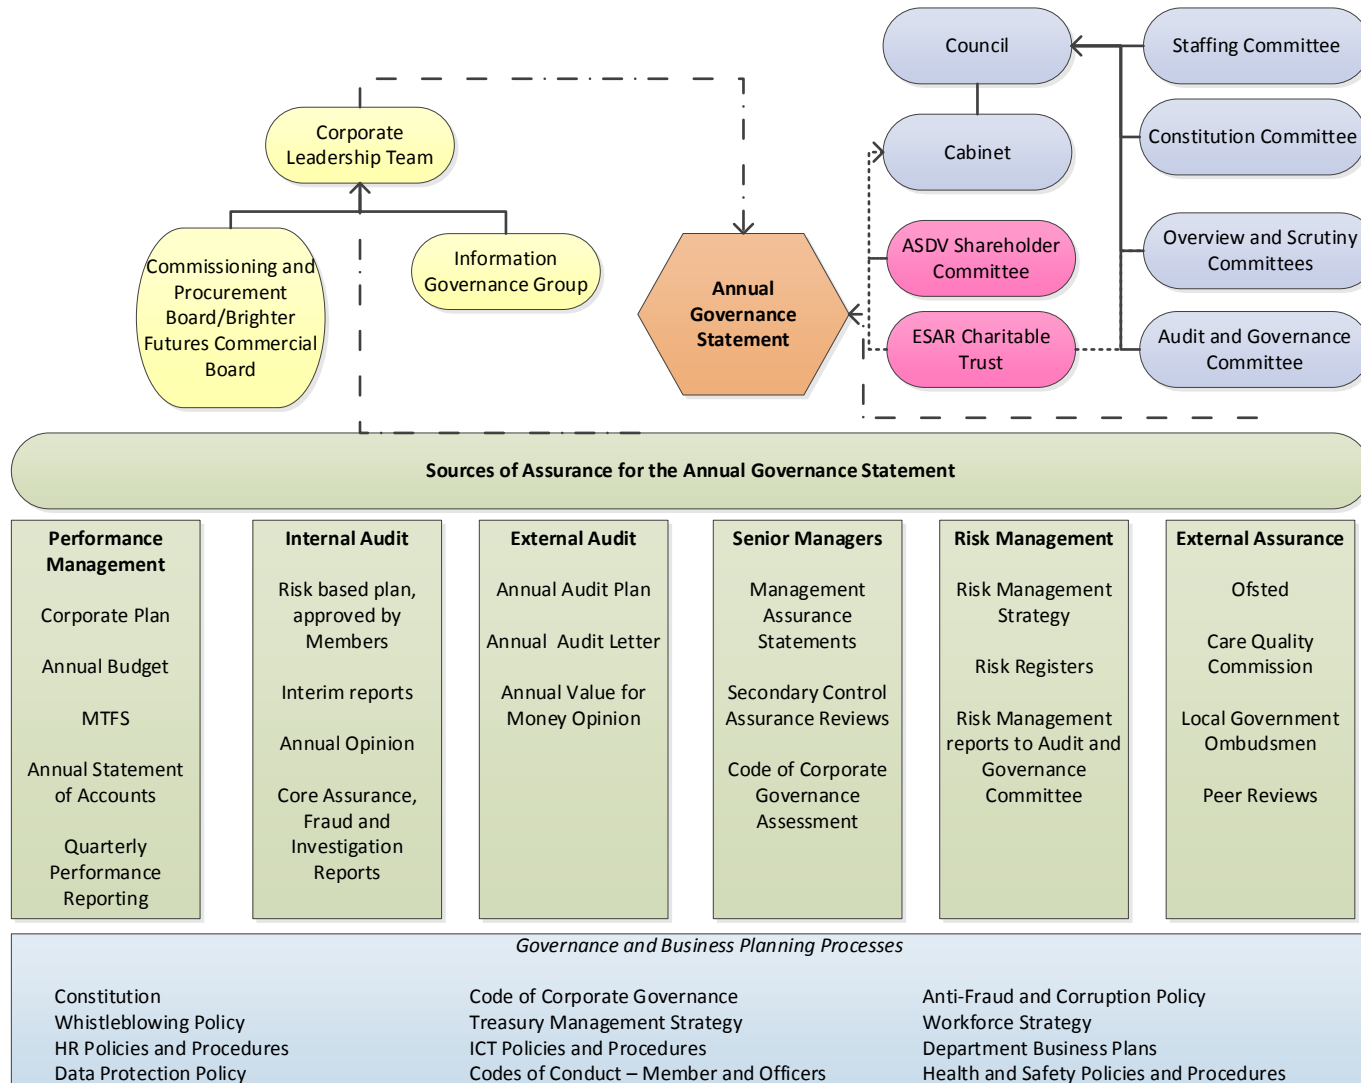 Council
Staffing Committee
Corporate
Leadership Team
Constitution Committee
Cabinet
Commissioning and
Procurement
Board/Brighter
Futures Commercial
Board
Information
Governance Group
Annual
Governance
Statement
ASDV Shareholder
Committee
Overview and Scrutiny
Committees
ESAR Charitable
Trust
Audit and Governance
Committee
Sources of Assurance for the Annual Governance Statement
Performance
Management
Corporate Plan
Annual Budget
MTFS
Annual Statement
of Accounts
Quarterly
Performance
Reporting
Internal Audit
Risk based plan,
approved by
Members
Interim reports
Annual Opinion
Core Assurance,
Fraud and
Investigation
Reports
External Audit
Annual Audit Plan
Annual  Audit Letter
Annual Value for
Money Opinion
Senior Managers
Management
Assurance
Statements
Secondary Control
Assurance Reviews
Code of Corporate
Governance
Assessment
Risk Management
Risk Management
Strategy
Risk Registers
Risk Management
reports to Audit and
Governance
Committee
External Assurance
Ofsted
Care Quality
Commission
Local Government
Ombudsmen
Peer Reviews
Governance and Business Planning Processes
Constitution
Whistleblowing Policy
HR Policies and Procedures
Data Protection Policy
Code of Corporate Governance
Treasury Management Strategy
ICT Policies and Procedures
Codes of Conduct – Member and Officers
Anti-Fraud and Corruption Policy
Workforce Strategy
Department Business Plans
Health and Safety Policies and Procedures